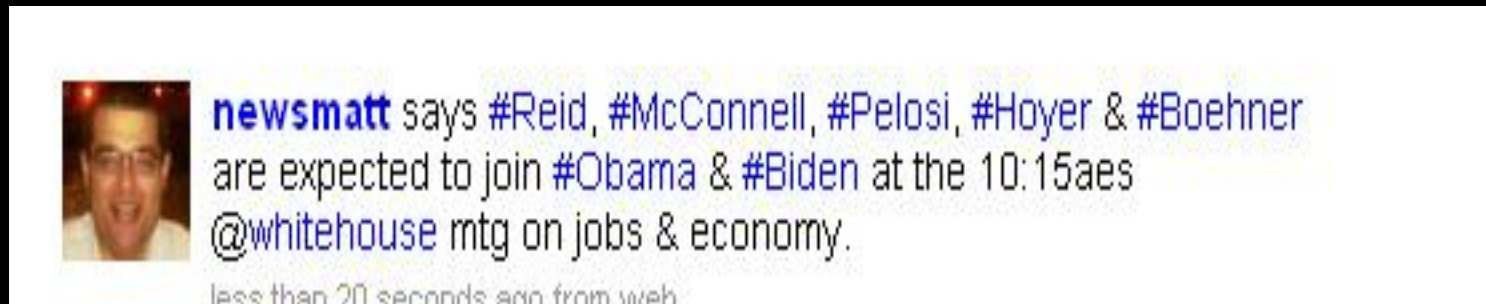 newsmatt says #Reid, #McConnell, #Pelosi, #Hoyer & #Boehner
are expected to join #Obama & #Biden at the 10:15aes
@whitehouse mtg on jobs & economy.
less than 20 seconds ago from web